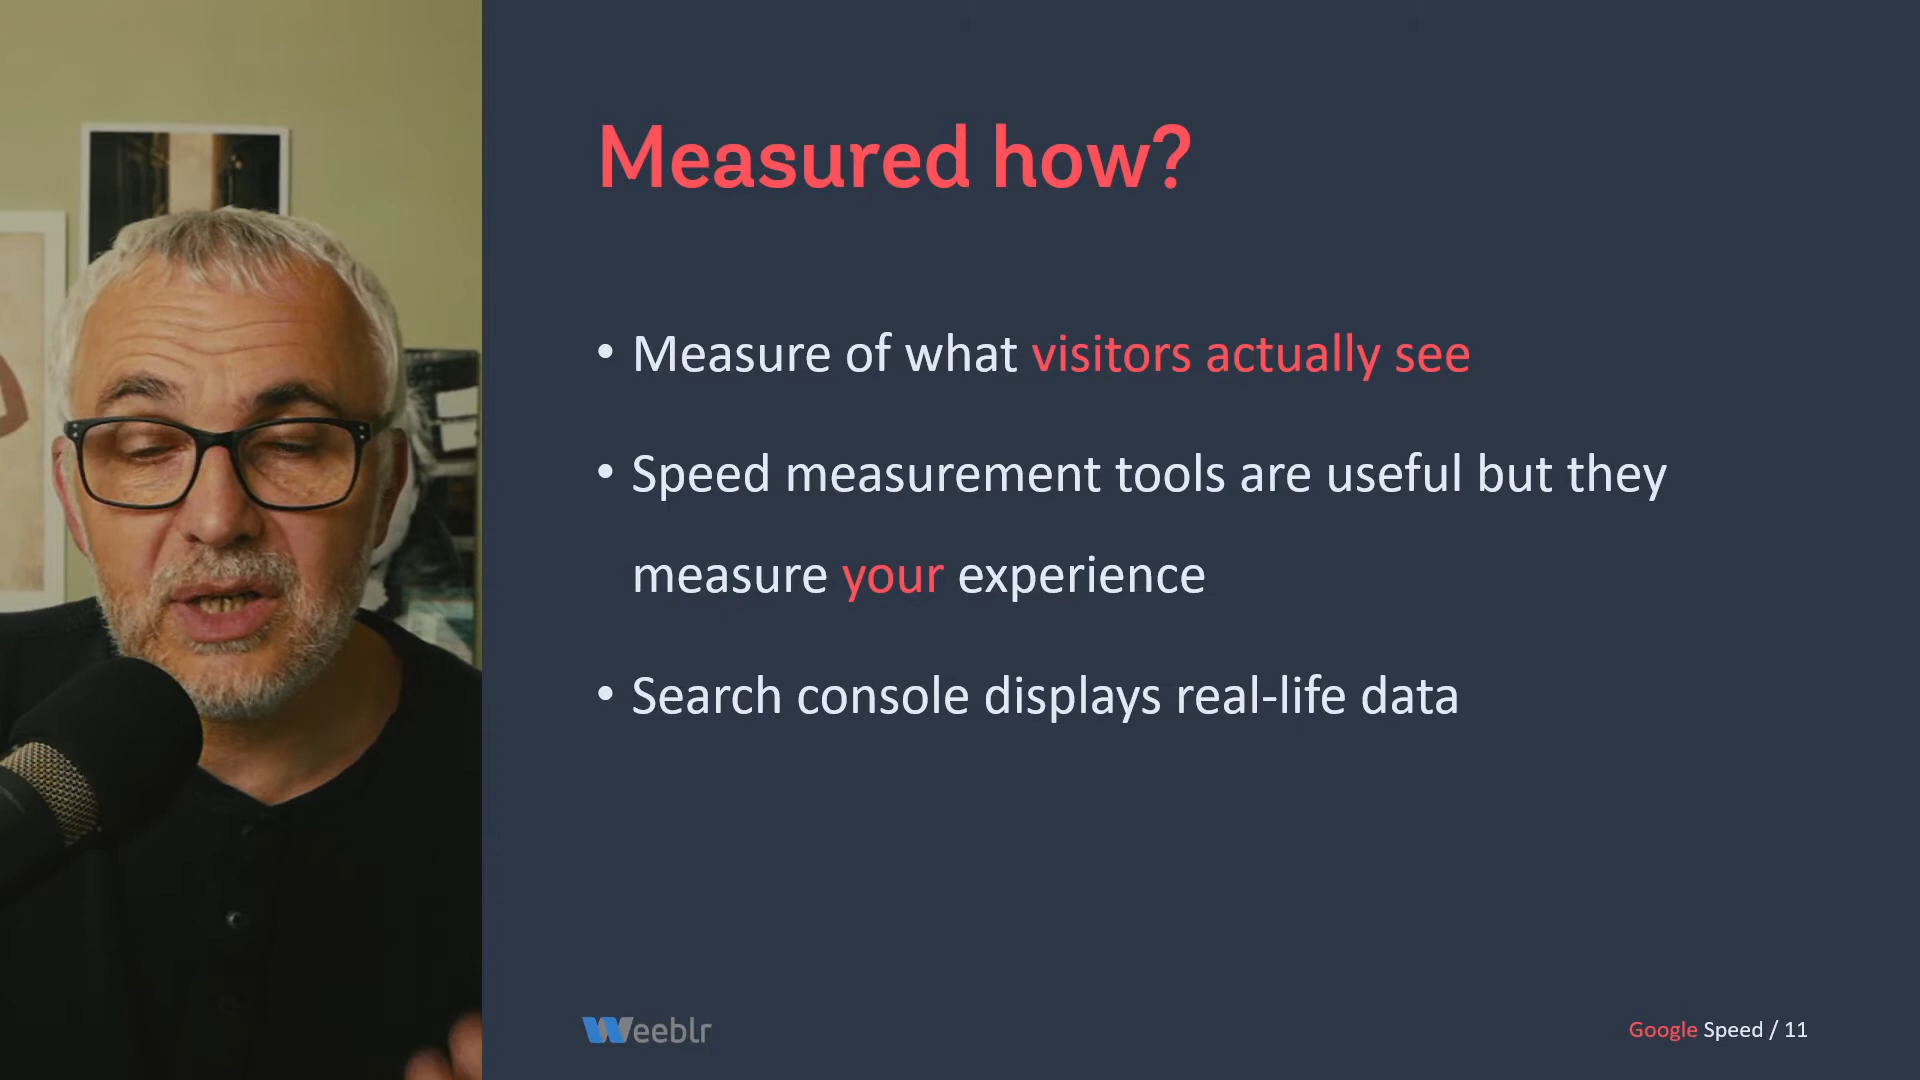 Measured how?
• Measure of what visitors actually see
• Speed measurement tools are useful but they
measure your experience
• Search console displays real-life data
Weeblr
Google Speed / 11